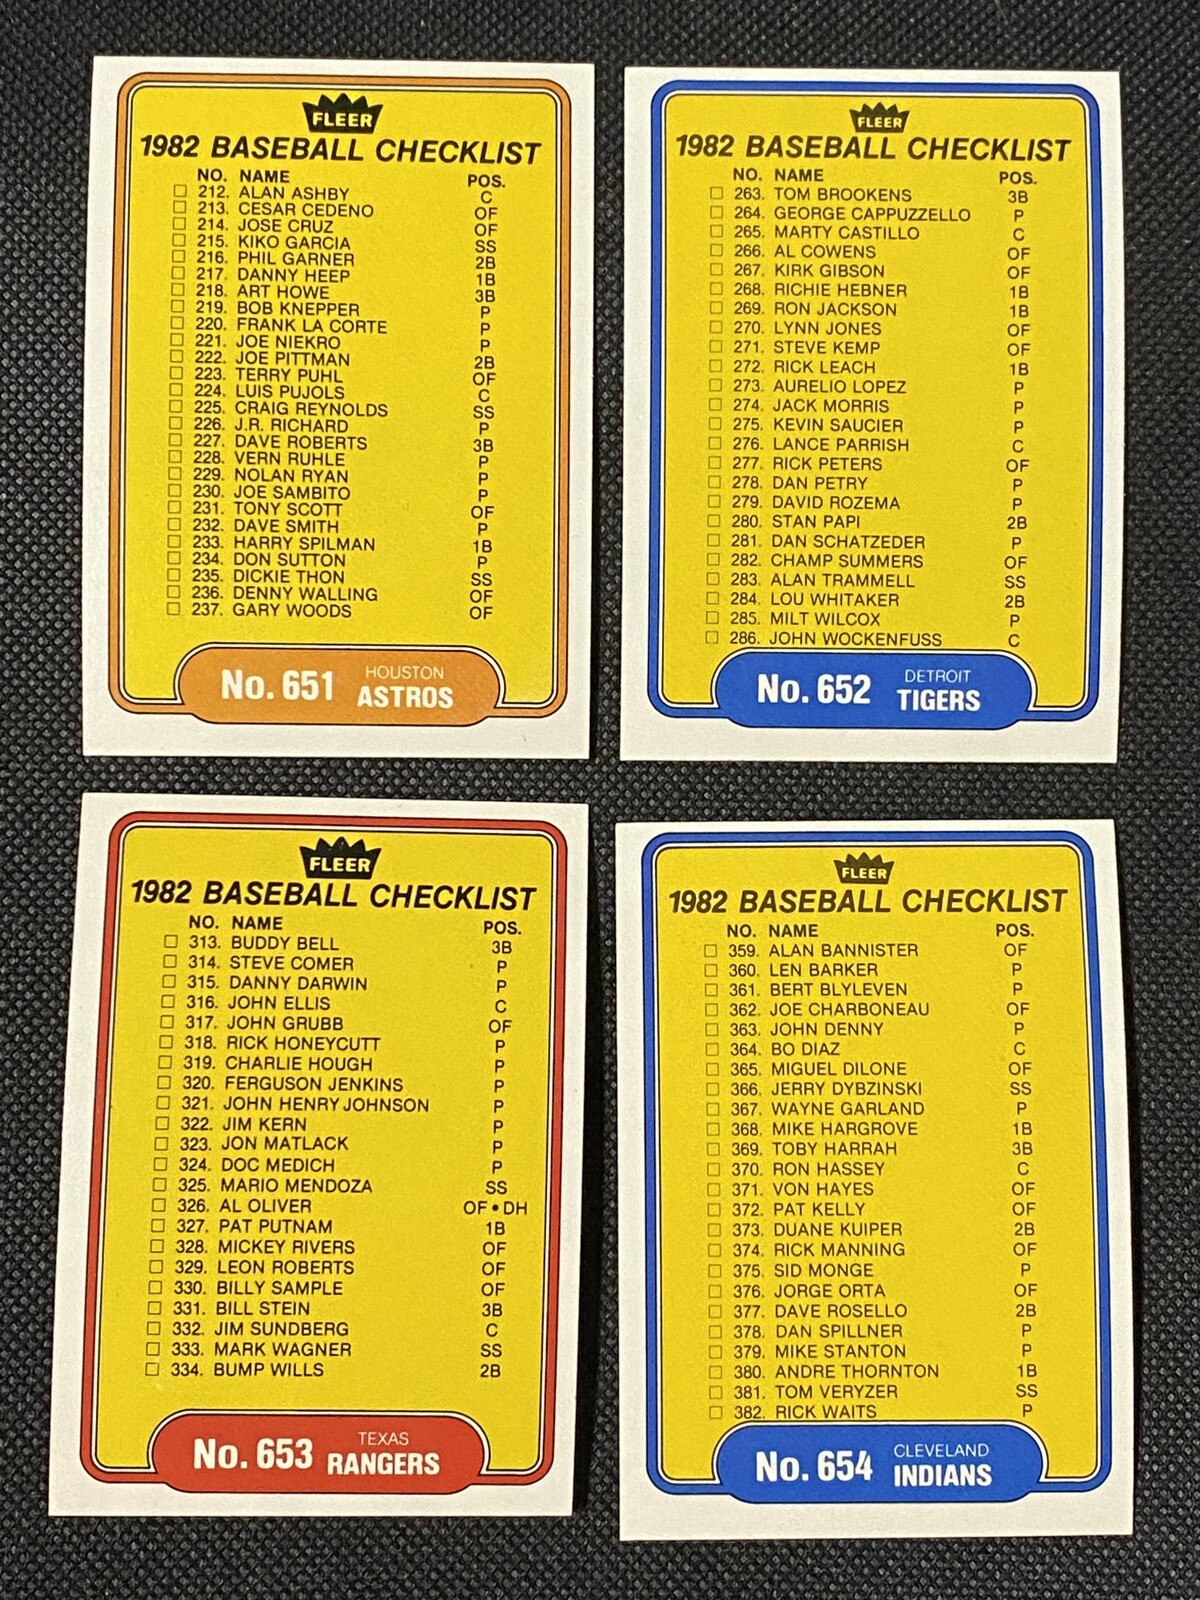 FLEER
1982 BASEBALL CHECKLIST
NO. NAME POS.
212. ALAN ASHBY C
213. CESAR CEDENO OF
214. JOSE CRUZ OF
215. KIKO GARCIA SS
216. PHIL GARNER 2B
217. DANNY HEEP 1B
218. ART HOWE 3B
219. BOB KNEPPER P
220. FRANK LA CORTE P
221. JOE NIEKRO P
222. JOE PITTMAN 2B
223. TERRY PUHL OF
224. LUIS PUJOLS C
225. CRAIG REYNOLDS SS
226. J.R. RICHARD P
227. DAVE ROBERTS 3B
228. VERN RUHLE P
229. NOLAN RYAN P
230. JOE SAMBITO P
231. TONY SCOTT OF
232. DAVE SMITH P
233. HARRY SPILMAN 1B
234. DON SUTTON P
235. DICKIE THON SS
236. DENNY WALLING OF
237. GARY WOODS OF
No. 651 HOUSTON ASTROS
FLEER
1982 BASEBALL CHECKLIST
NO. NAME POS.
263. TOM BROOKENS 3B
264. GEORGE CAPPUZZELLO P
265. MARTY CASTILLO C
266. AL COWENS OF
267. KIRK GIBSON OF
268. RICHIE HEBNER 1B
269. RON JACKSON 1B
270. LYNN JONES OF
271. STEVE KEMP OF
272. RICK LEACH 1B
273. AURELIO LOPEZ P
274. JACK MORRIS P
275. KEVIN SAUCIER P
276. LANCE PARRISH C
277. RICK PETERS OF
278. DAN PETRY P
279. DAVID ROZEMA P
280. STAN PAPI 2B
281. DAN SCHATZEDER P
282. CHAMP SUMMERS OF
283. ALAN TRAMMELL SS
284. LOU WHITAKER 2B
285. MILT WILCOX P
286. JOHN WOCKENFUSS C
No. 652 DETROIT TIGERS
FLEER
1982 BASEBALL CHECKLIST
NO. NAME POS.
313. BUDDY BELL 3B
314. STEVE COMER P
315. DANNY DARWIN P
316. JOHN ELLIS C
317. JOHN GRUBB OF
318. RICK HONEYCUTT P
319. CHARLIE HOUGH P
320. FERGUSON JENKINS P
321. JOHN HENRY JOHNSON P
322. JIM KERN P
323. JON MATLACK P
324. DOC MEDICH P
325. MARIO MENDOZA SS
326. AL OLIVER OF•DH
327. PAT PUTNAM 1B
328. MICKEY RIVERS OF
329. LEON ROBERTS OF
330. BILLY SAMPLE OF
331. BILL STEIN 3B
332. JIM SUNDBERG C
333. MARK WAGNER SS
334. BUMP WILLS 2B
No. 653 TEXAS RANGERS
FLEER
1982 BASEBALL CHECKLIST
NO. NAME POS.
359. ALAN BANNISTER OF
360. LEN BARKER P
361. BERT BLYLEVEN P
362. JOE CHARBONEAU OF
363. JOHN DENNY P
364. BO DIAZ C
365. MIGUEL DILONE OF
366. JERRY DYBZINSKI SS
367. WAYNE GARLAND P
368. MIKE HARGROVE 1B
369. TOBY HARRAH 3B
370. RON HASSEY C
371. VON HAYES OF
372. PAT KELLY OF
373. DUANE KUIPER 2B
374. RICK MANNING OF
375. SID MONGE P
376. JORGE ORTA OF
377. DAVE ROSELLO 2B
378. DAN SPILLNER P
379. MIKE STANTON P
380. ANDRE THORNTON 1B
381. TOM VERYZER SS
382. RICK WAITS P
No. 654 CLEVELAND INDIANS